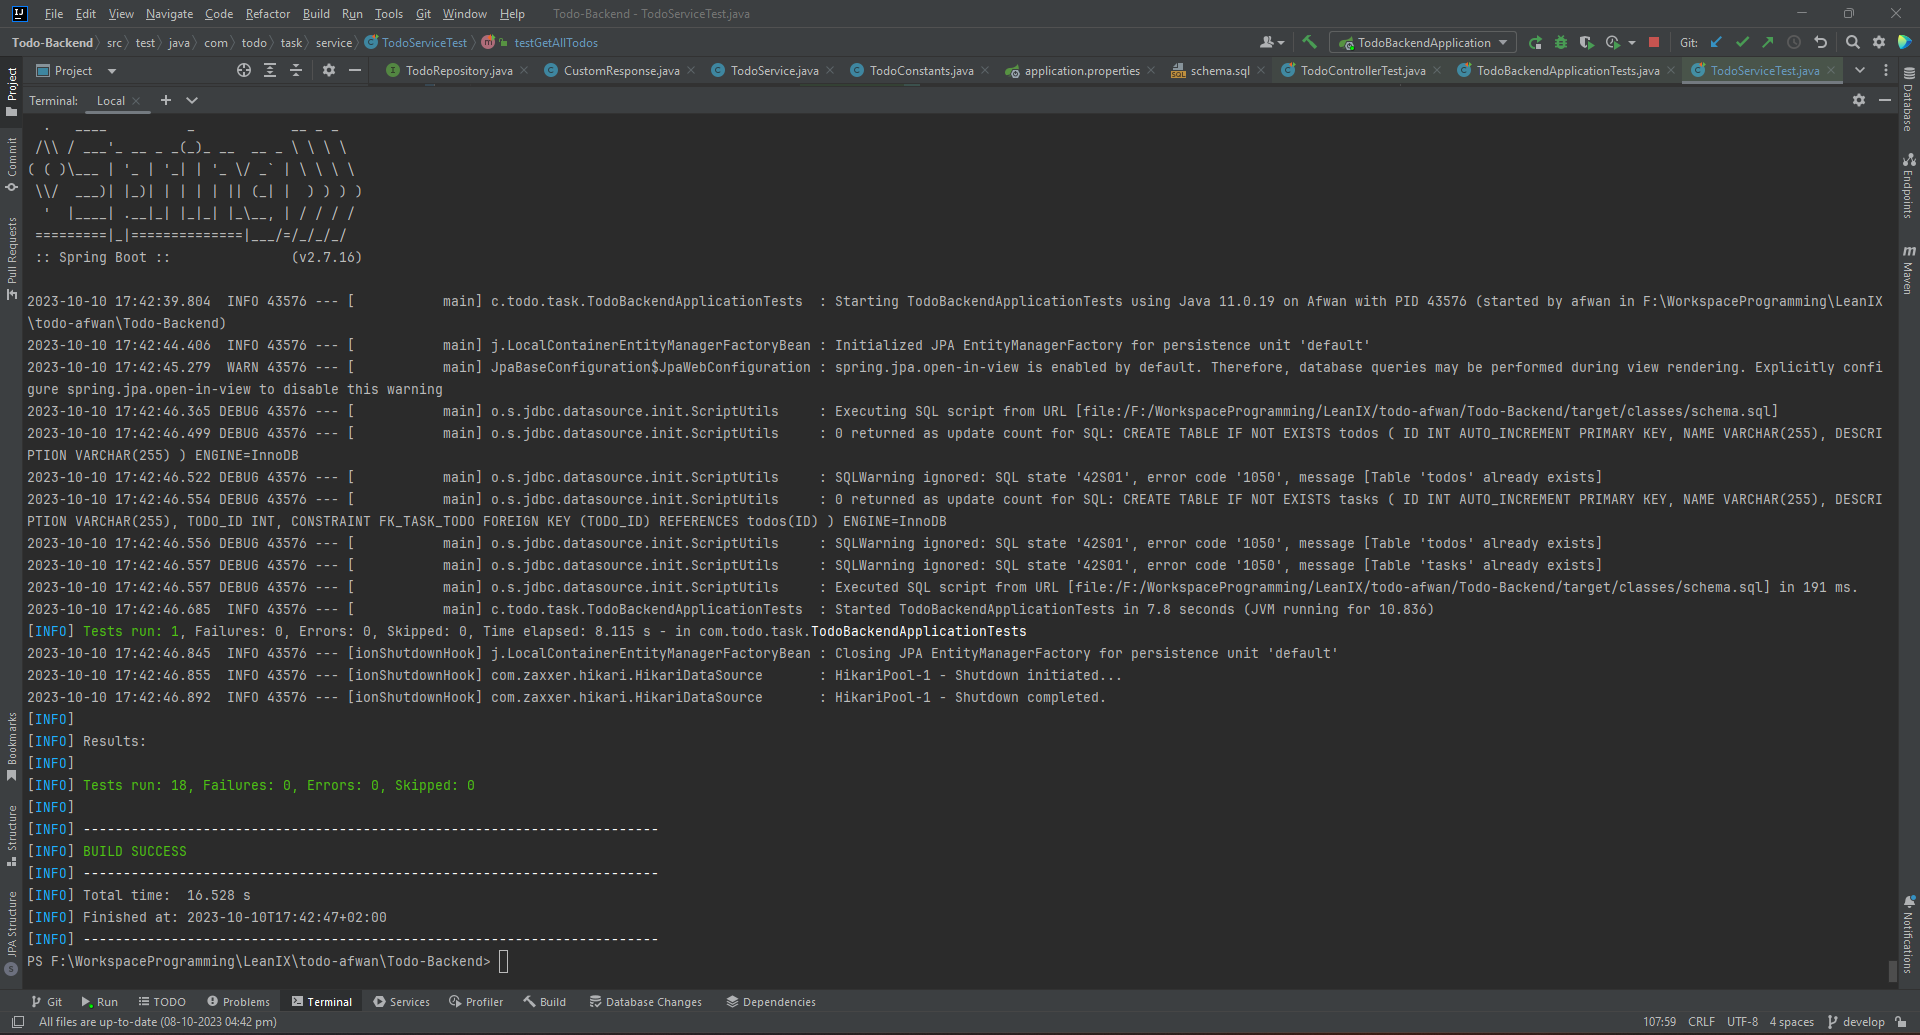 File Edit View Navigate Code Refactor Build Run Tools Git Window Help Todo-Backend - TodoServiceTest.java
Todo-Backend src test java com todo task service TodoServiceTest testGetAllTodos TodoBackendApplication Git:
Project TodoRepository.java CustomResponse.java TodoService.java TodoConstants.java application.properties schema.sql TodoControllerTest.java TodoBackendApplicationTests.java TodoServiceTest.java
Terminal: Local
  .   ____          _            __ _ _
 /\\ / ___'_ __ _ _(_)_ __  __ _ \ \ \ \
( ( )\___ | '_ | '_| | '_ \/ _` | \ \ \ \
 \\/  ___)| |_)| | | | | || (_| |  ) ) ) )
  '  |____| .__|_| |_|_| |_\__, | / / / /
 =========|_|==============|___/=/_/_/_/
 :: Spring Boot ::               (v2.7.16)
2023-10-10 17:42:39.804  INFO 43576 --- [           main] c.todo.task.TodoBackendApplicationTests  : Starting TodoBackendApplicationTests using Java 11.0.19 on Afwan with PID 43576 (started by afwan in F:\WorkspaceProgramming\LeanIX
\todo-afwan\Todo-Backend)
2023-10-10 17:42:44.406  INFO 43576 --- [           main] j.LocalContainerEntityManagerFactoryBean : Initialized JPA EntityManagerFactory for persistence unit 'default'
2023-10-10 17:42:45.279  WARN 43576 --- [           main] JpaBaseConfiguration$JpaWebConfiguration : spring.jpa.open-in-view is enabled by default. Therefore, database queries may be performed during view rendering. Explicitly confi
gure spring.jpa.open-in-view to disable this warning
2023-10-10 17:42:46.365 DEBUG 43576 --- [           main] o.s.jdbc.datasource.init.ScriptUtils     : Executing SQL script from URL [file:/F:/WorkspaceProgramming/LeanIX/todo-afwan/Todo-Backend/target/classes/schema.sql]
2023-10-10 17:42:46.499 DEBUG 43576 --- [           main] o.s.jdbc.datasource.init.ScriptUtils     : 0 returned as update count for SQL: CREATE TABLE IF NOT EXISTS todos ( ID INT AUTO_INCREMENT PRIMARY KEY, NAME VARCHAR(255), DESCRI
PTION VARCHAR(255) ) ENGINE=InnoDB
2023-10-10 17:42:46.522 DEBUG 43576 --- [           main] o.s.jdbc.datasource.init.ScriptUtils     : SQLWarning ignored: SQL state '42S01', error code '1050', message [Table 'todos' already exists]
2023-10-10 17:42:46.554 DEBUG 43576 --- [           main] o.s.jdbc.datasource.init.ScriptUtils     : 0 returned as update count for SQL: CREATE TABLE IF NOT EXISTS tasks ( ID INT AUTO_INCREMENT PRIMARY KEY, NAME VARCHAR(255), DESCRI
PTION VARCHAR(255), TODO_ID INT, CONSTRAINT FK_TASK_TODO FOREIGN KEY (TODO_ID) REFERENCES todos(ID) ) ENGINE=InnoDB
2023-10-10 17:42:46.556 DEBUG 43576 --- [           main] o.s.jdbc.datasource.init.ScriptUtils     : SQLWarning ignored: SQL state '42S01', error code '1050', message [Table 'todos' already exists]
2023-10-10 17:42:46.557 DEBUG 43576 --- [           main] o.s.jdbc.datasource.init.ScriptUtils     : SQLWarning ignored: SQL state '42S01', error code '1050', message [Table 'tasks' already exists]
2023-10-10 17:42:46.557 DEBUG 43576 --- [           main] o.s.jdbc.datasource.init.ScriptUtils     : Executed SQL script from URL [file:/F:/WorkspaceProgramming/LeanIX/todo-afwan/Todo-Backend/target/classes/schema.sql] in 191 ms.
2023-10-10 17:42:46.685  INFO 43576 --- [           main] c.todo.task.TodoBackendApplicationTests  : Started TodoBackendApplicationTests in 7.8 seconds (JVM running for 10.836)
[INFO] Tests run: 1, Failures: 0, Errors: 0, Skipped: 0, Time elapsed: 8.115 s - in com.todo.task.TodoBackendApplicationTests
2023-10-10 17:42:46.845  INFO 43576 --- [ionShutdownHook] j.LocalContainerEntityManagerFactoryBean : Closing JPA EntityManagerFactory for persistence unit 'default'
2023-10-10 17:42:46.855  INFO 43576 --- [ionShutdownHook] com.zaxxer.hikari.HikariDataSource       : HikariPool-1 - Shutdown initiated...
2023-10-10 17:42:46.892  INFO 43576 --- [ionShutdownHook] com.zaxxer.hikari.HikariDataSource       : HikariPool-1 - Shutdown completed.
[INFO]
[INFO] Results:
[INFO]
[INFO] Tests run: 18, Failures: 0, Errors: 0, Skipped: 0
[INFO]
[INFO] ------------------------------------------------------------------------
[INFO] BUILD SUCCESS
[INFO] ------------------------------------------------------------------------
[INFO] Total time:  16.528 s
[INFO] Finished at: 2023-10-10T17:42:47+02:00
[INFO] ------------------------------------------------------------------------
PS F:\WorkspaceProgramming\LeanIX\todo-afwan\Todo-Backend>
Project
Commit
Pull Requests
Bookmarks
Structure
JPA Structure
Database
Endpoints
Maven
Notifications
Git Run TODO Problems Terminal Services Profiler Build Database Changes Dependencies
All files are up-to-date (08-10-2023 04:42 pm) 107:59 CRLF UTF-8 4 spaces develop